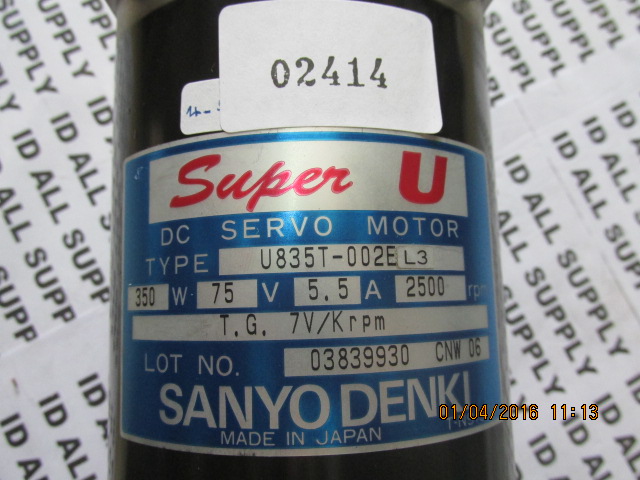 02414
Super U
DC SERVO MOTOR
TYPE U835T-002E L3
350 W 75 V 5.5 A 2500 rpm
T.G. 7V/Krpm
LOT NO. 03839930 CNW 06
SANYO DENKI
MADE IN JAPAN
01/04/2016 11:13
ID ALL SUPPLY